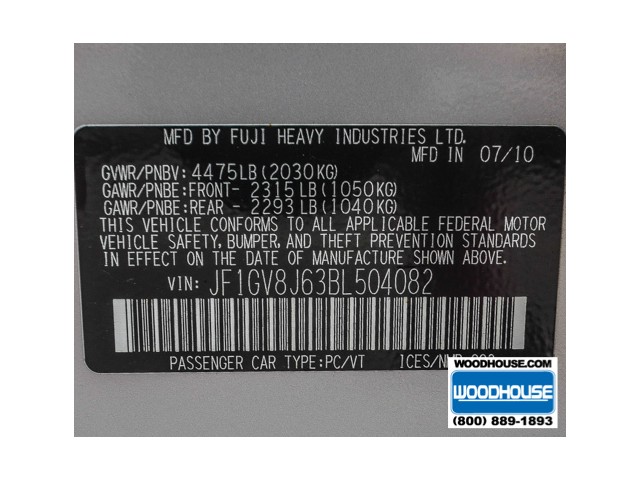 MFD BY FUJI HEAVY INDUSTRIES LTD.
MFD IN 07/10
GVWR/PNBV: 4475LB(2030KG)
GAWR/PNBE:FRONT- 2315LB(1050KG)
GAWR/PNBE:REAR - 2293LB(1040KG)
THIS VEHICLE CONFORMS TO ALL APPLICABLE FEDERAL MOTOR
VEHICLE SAFETY, BUMPER, AND THEFT PREVENTION STANDARDS
IN EFFECT ON THE DATE OF MANUFACTURE SHOWN ABOVE.
VIN: JF1GV8J63BL504082
PASSENGER CAR TYPE:PC/VT
WOODHOUSE.COM
WOODHOUSE
(800) 889-1893